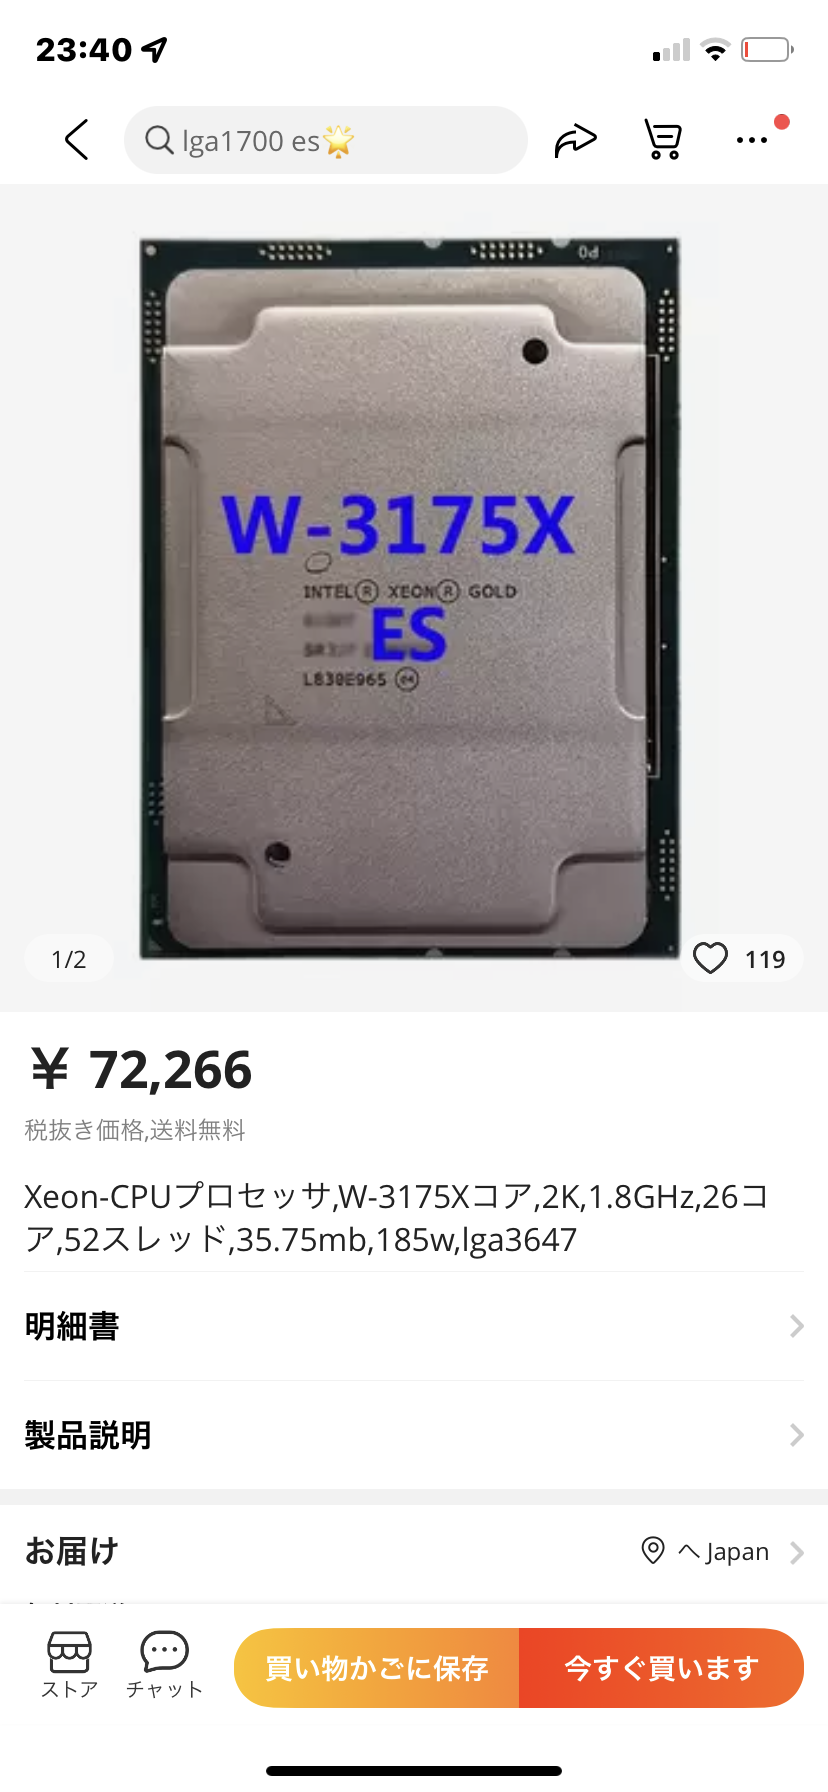 23:40
lga1700 es🌟
Pd
W-3175X
INTEL® XEON® GOLD
ES
L830E965 e4
1/2
119
¥ 72,266
税抜き価格,送料無料
Xeon-CPUプロセッサ,W-3175Xコア,2K,1.8GHz,26コ
ア,52スレッド,35.75mb,185w,lga3647
明細書
製品説明
お届け
へ Japan
ストア
チャット
買い物かごに保存
今すぐ買います